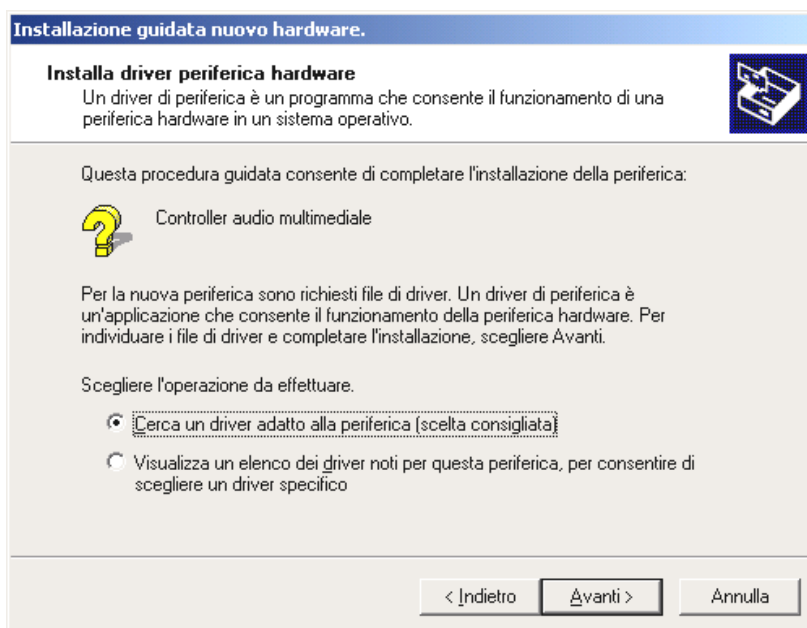 Installazione guidata nuovo hardware.
Installa driver periferica hardware
Un driver di periferica è un programma che consente il funzionamento di una
periferica hardware in un sistema operativo.
Questa procedura guidata consente di completare l'installazione della periferica:
Controller audio multimediale
Per la nuova periferica sono richiesti file di driver. Un driver di periferica è
un'applicazione che consente il funzionamento della periferica hardware. Per
individuare i file di driver e completare l'installazione, scegliere Avanti.
Scegliere l'operazione da effettuare.
Cerca un driver adatto alla periferica (scelta consigliata)
Visualizza un elenco dei driver noti per questa periferica, per consentire di
scegliere un driver specifico
< Indietro
Avanti >
Annulla